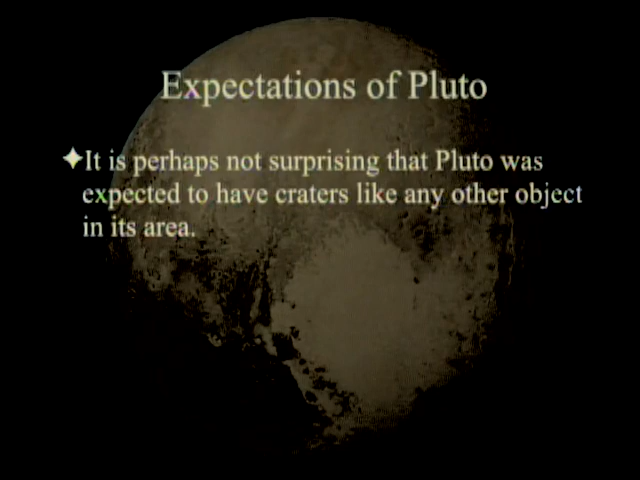 Expectations of Pluto
✦It is perhaps not surprising that Pluto was
expected to have craters like any other object
in its area.